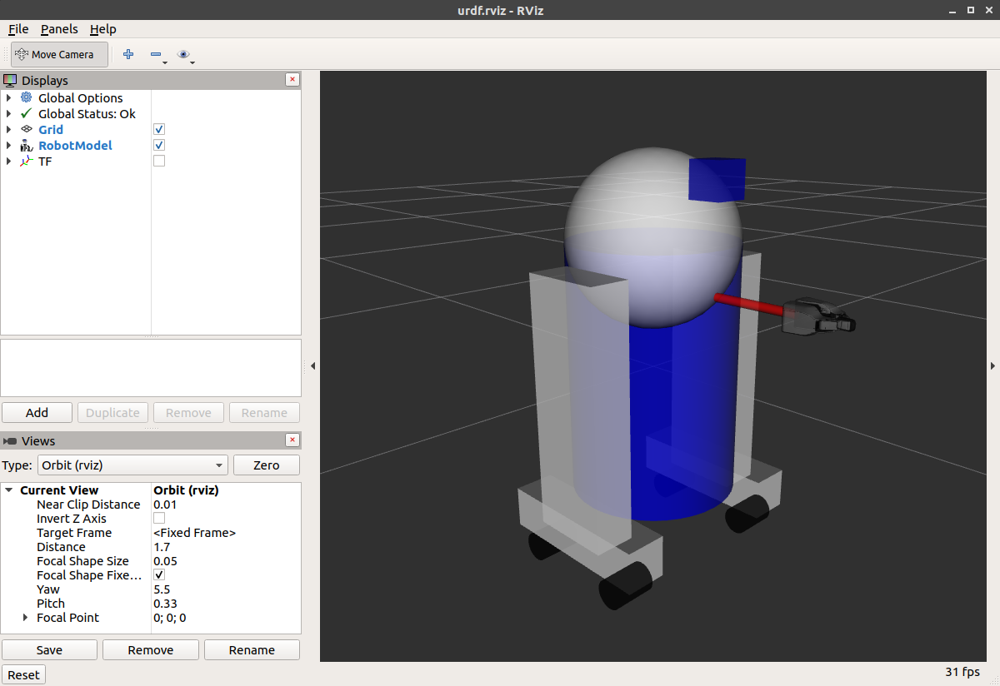 urdf.rviz - RViz
File Panels Help
Move Camera
Displays
Global Options
Global Status: Ok
Grid
RobotModel
TF
Add Duplicate Remove Rename
Views
Type: Orbit (rviz) Zero
Current View Orbit (rviz)
Near Clip Distance 0.01
Invert Z Axis
Target Frame <Fixed Frame>
Distance 1.7
Focal Shape Size 0.05
Focal Shape Fixe...
Yaw 5.5
Pitch 0.33
Focal Point 0; 0; 0
Save Remove Rename
Reset
31 fps